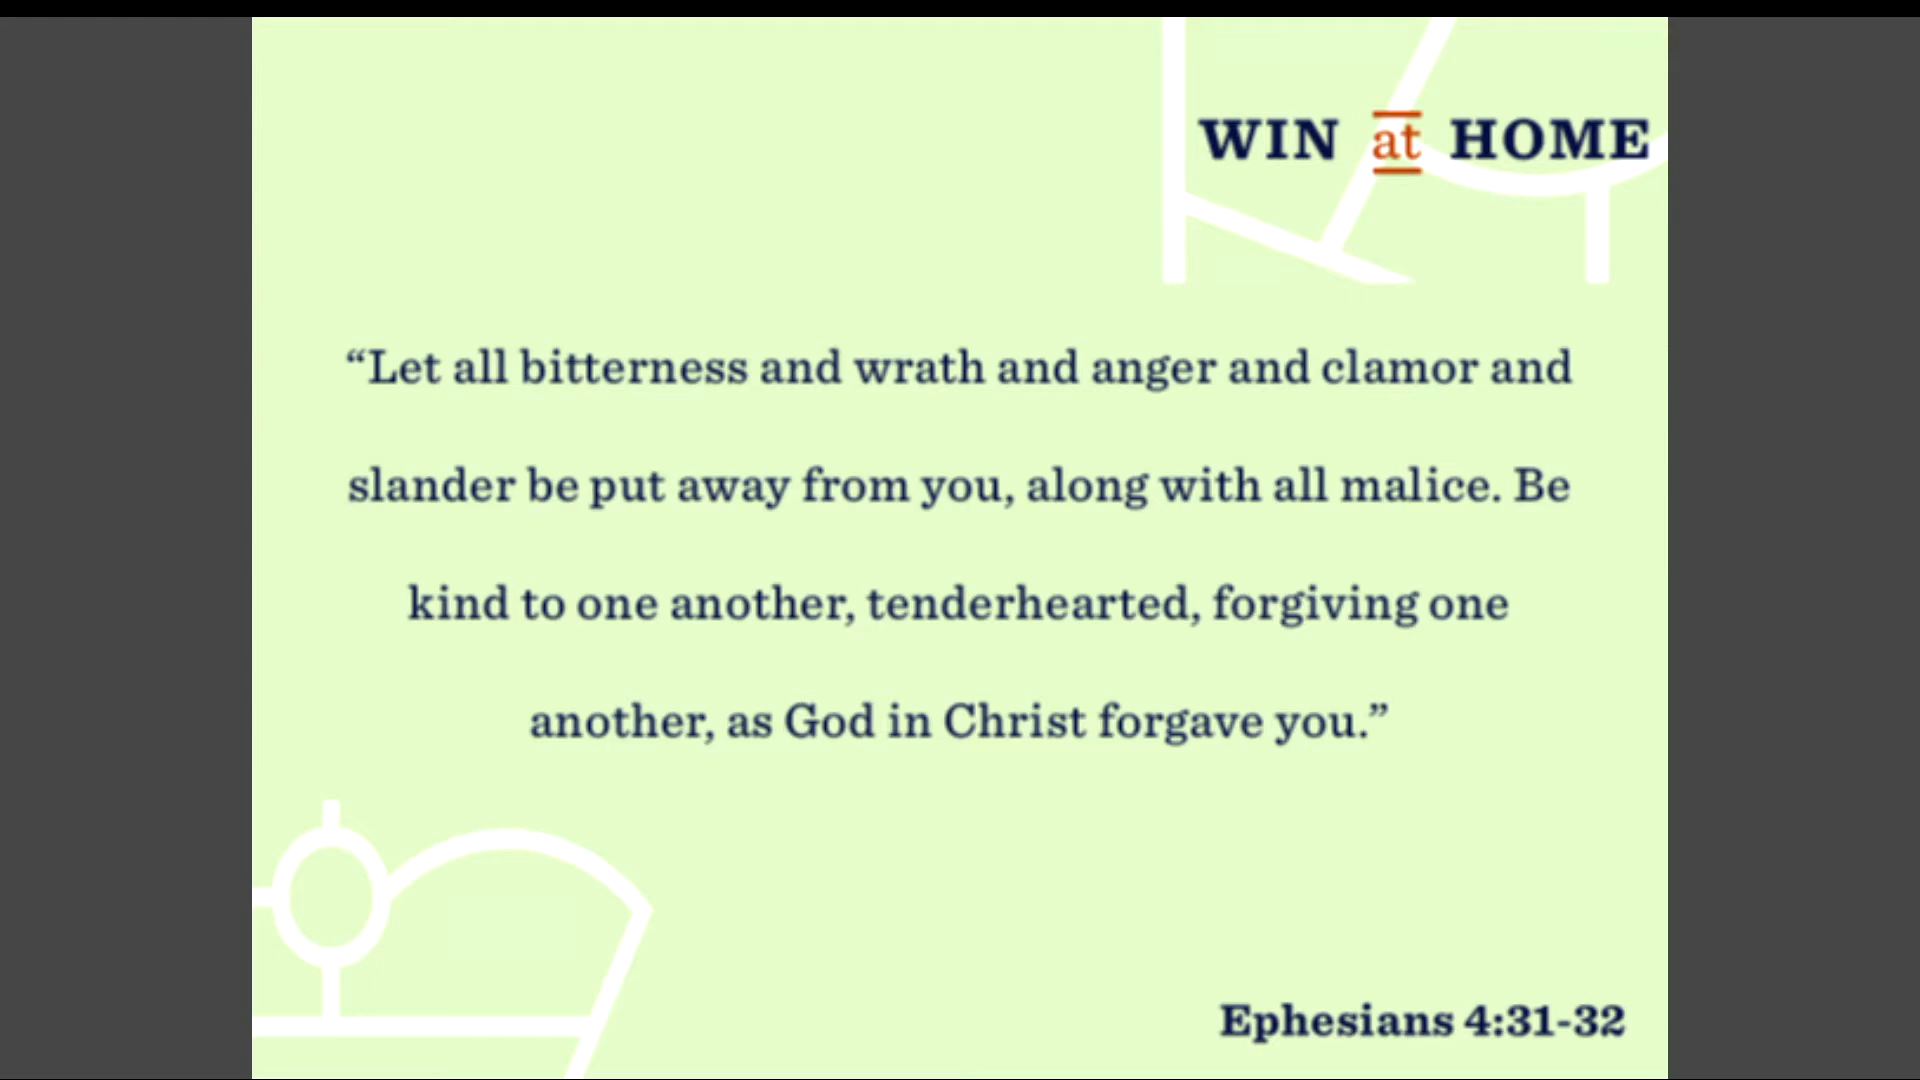 WIN at HOME
“Let all bitterness and wrath and anger and clamor and
slander be put away from you, along with all malice. Be
kind to one another, tenderhearted, forgiving one
another, as God in Christ forgave you.”
Ephesians 4:31-32